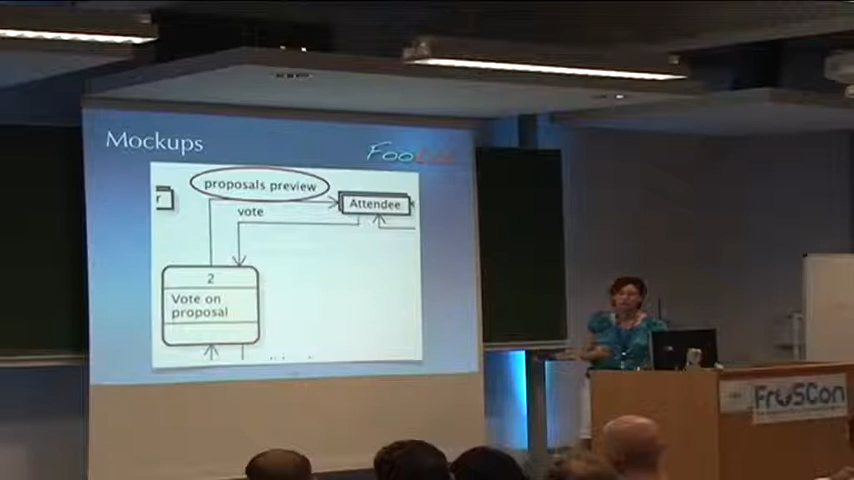 Mockups
proposals preview
r
Attendee
vote
2
Vote on
proposal
FrOSCon